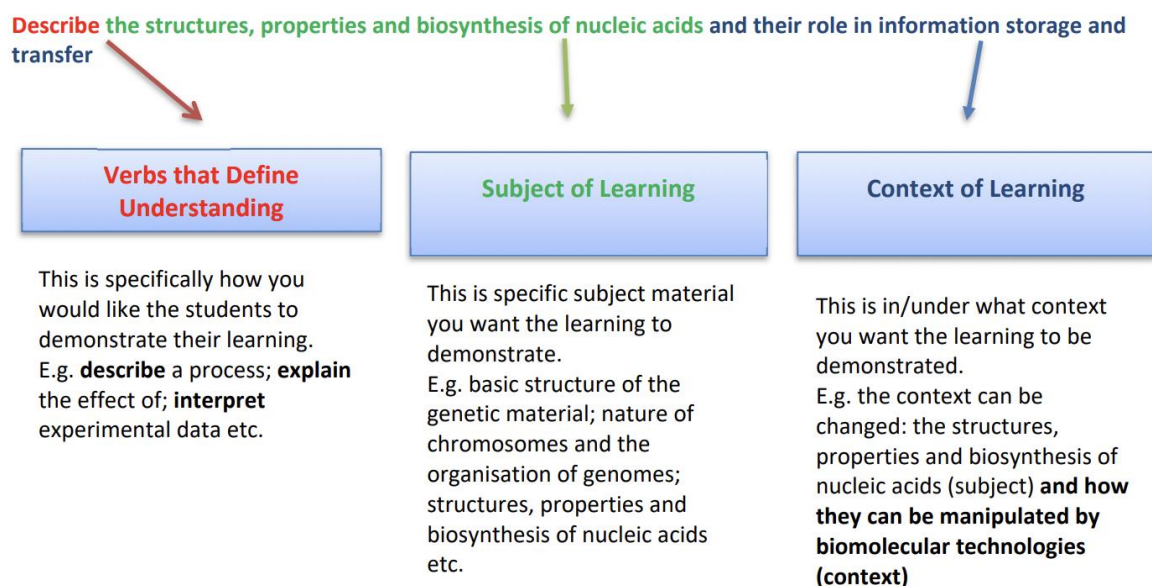 Describe the structures, properties and biosynthesis of nucleic acids and their role in information storage and
transfer
Verbs that Define
Understanding
This is specifically how you
would like the students to
demonstrate their learning.
E.g. describe a process; explain
the effect of; interpret
experimental data etc.
Subject of Learning
This is specific subject material
you want the learning to
demonstrate.
E.g. basic structure of the
genetic material; nature of
chromosomes and the
organisation of genomes;
structures, properties and
biosynthesis of nucleic acids
etc.
Context of Learning
This is in/under what context
you want the learning to be
demonstrated.
E.g. the context can be
changed: the structures,
properties and biosynthesis of
nucleic acids (subject) and how
they can be manipulated by
biomolecular technologies
(context)